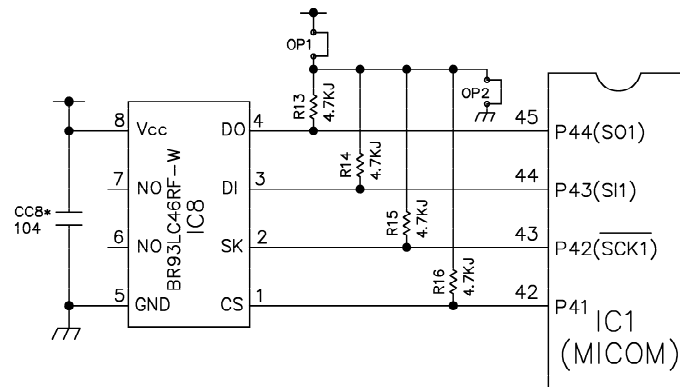 OP1
OP2
R13
4.7KJ
R14
4.7KJ
R15
4.7KJ
R16
4.7KJ
CC8*
104
8 Vcc
7 NO
6 NO
5 GND
BR93LC46RF-W
IC8
DO 4
DI 3
SK 2
CS 1
45 P44(SO1)
44 P43(SI1)
43 P42(SCK1)
42 P41
IC1
(MICOM)